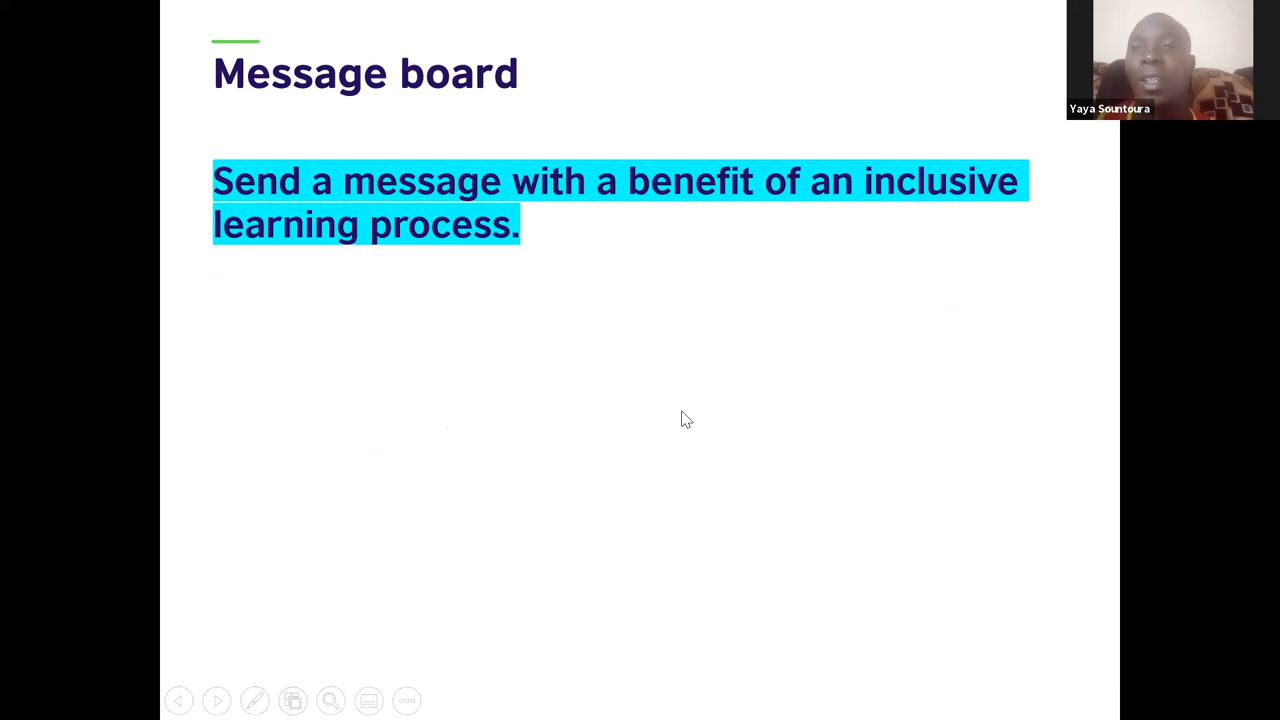 Message board
Send a message with a benefit of an inclusive
learning process.
Yaya Sountoura